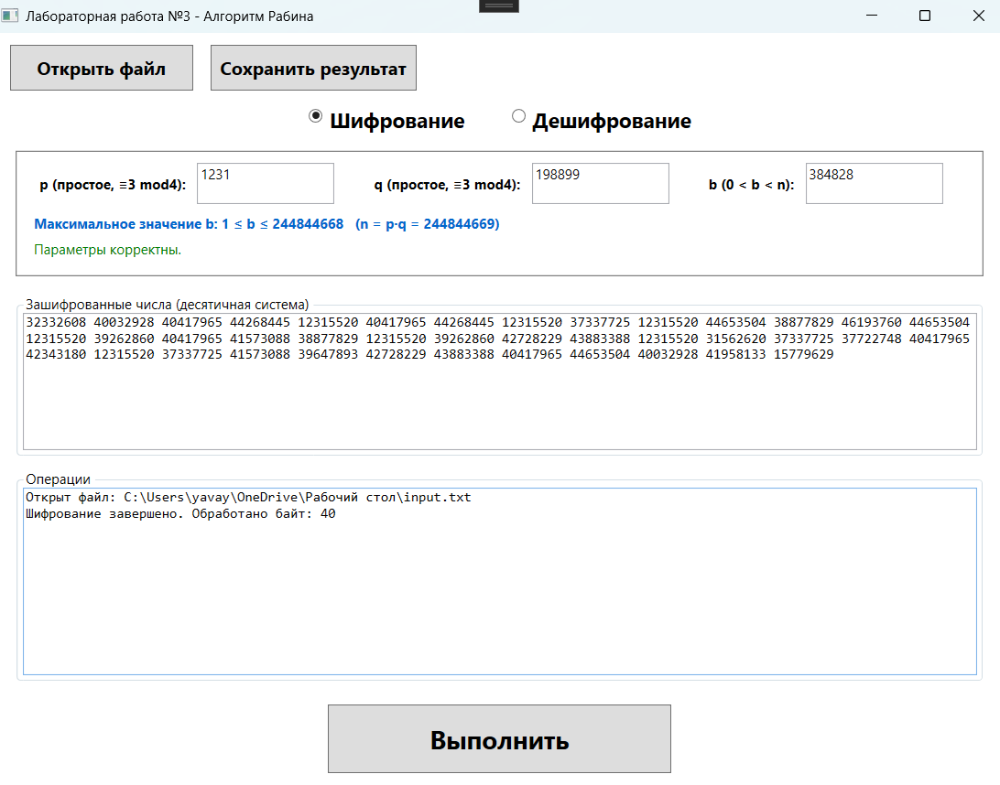 Лабораторная работа №3 - Алгоритм Рабина
Открыть файл Сохранить результат
Шифрование Дешифрование
p (простое, ≡3 mod4): 1231 q (простое, ≡3 mod4): 198899 b (0 < b < n): 384828
Максимальное значение b: 1 ≤ b ≤ 244844668 (n = p·q = 244844669)
Параметры корректны.
Зашифрованные числа (десятичная система)
32332608 40032928 40417965 44268445 12315520 40417965 44268445 12315520 37337725 12315520 44653504 38877829 46193760 44653504
12315520 39262860 40417965 41573088 38877829 12315520 39262860 42728229 43883388 12315520 31562620 37337725 37722748 40417965
42343180 12315520 37337725 41573088 39647893 42728229 43883388 40417965 44653504 40032928 41958133 15779629
Операции
Открыт файл: C:\Users\yavay\OneDrive\Рабочий стол\input.txt
Шифрование завершено. Обработано байт: 40
Выполнить